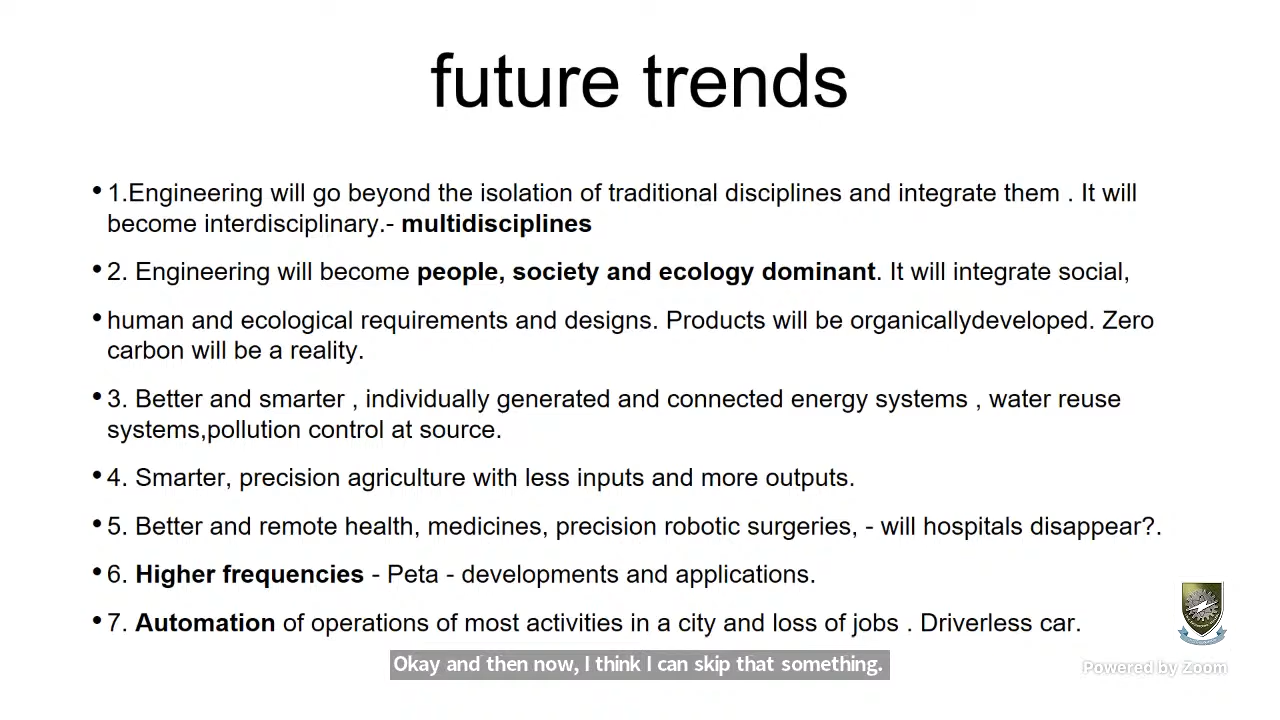 future trends
• 1.Engineering will go beyond the isolation of traditional disciplines and integrate them . It will
become interdisciplinary.- multidisciplines
• 2. Engineering will become people, society and ecology dominant. It will integrate social,
• human and ecological requirements and designs. Products will be organicallydeveloped. Zero
carbon will be a reality.
• 3. Better and smarter , individually generated and connected energy systems , water reuse
systems,pollution control at source.
• 4. Smarter, precision agriculture with less inputs and more outputs.
• 5. Better and remote health, medicines, precision robotic surgeries, - will hospitals disappear?.
• 6. Higher frequencies - Peta - developments and applications.
• 7. Automation of operations of most activities in a city and loss of jobs . Driverless car.
Okay and then now, I think I can skip that something.
Powered by Zoom